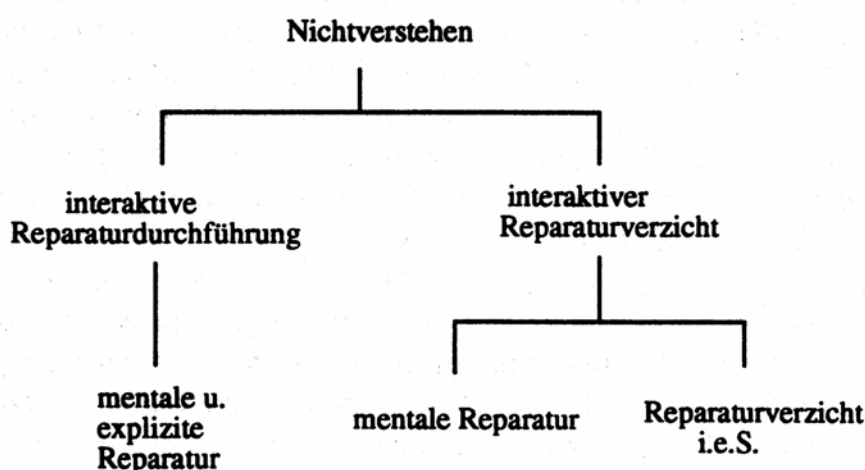 Nichtverstehen
interaktive
Reparaturdurchführung
interaktiver
Reparaturverzicht
mentale u.
explizite
Reparatur
mentale Reparatur
Reparaturverzicht
i.e.S.